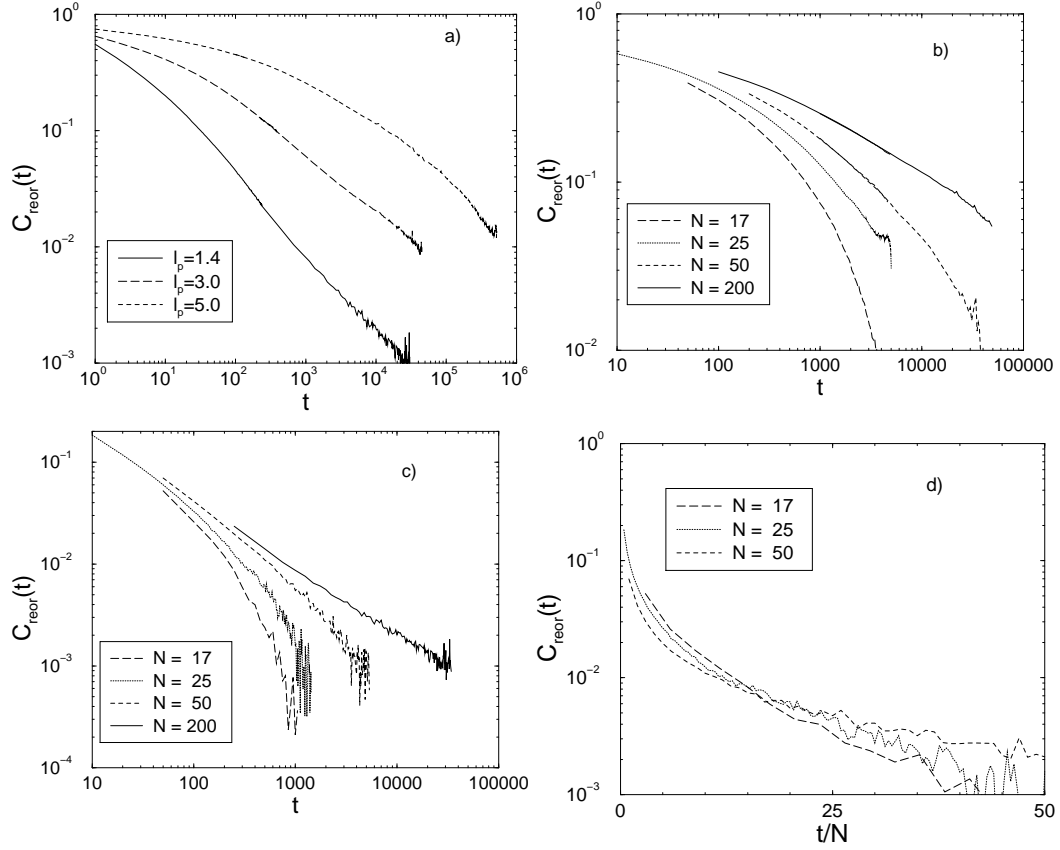 a)
10^0
10^-1
10^-2
10^-3
C_reor(t)
l_p=1.4
l_p=3.0
l_p=5.0
10^0 10^1 10^2 10^3 10^4 10^5 10^6
t
b)
10^0
10^-1
10^-2
C_reor(t)
N = 17
N = 25
N = 50
N = 200
10 100 1000 10000 100000
t
c)
10^-1
10^-2
10^-3
10^-4
C_reor(t)
N = 17
N = 25
N = 50
N = 200
10 100 1000 10000 100000
t
d)
10^0
10^-1
10^-2
10^-3
C_reor(t)
N = 17
N = 25
N = 50
0 25 50
t/N